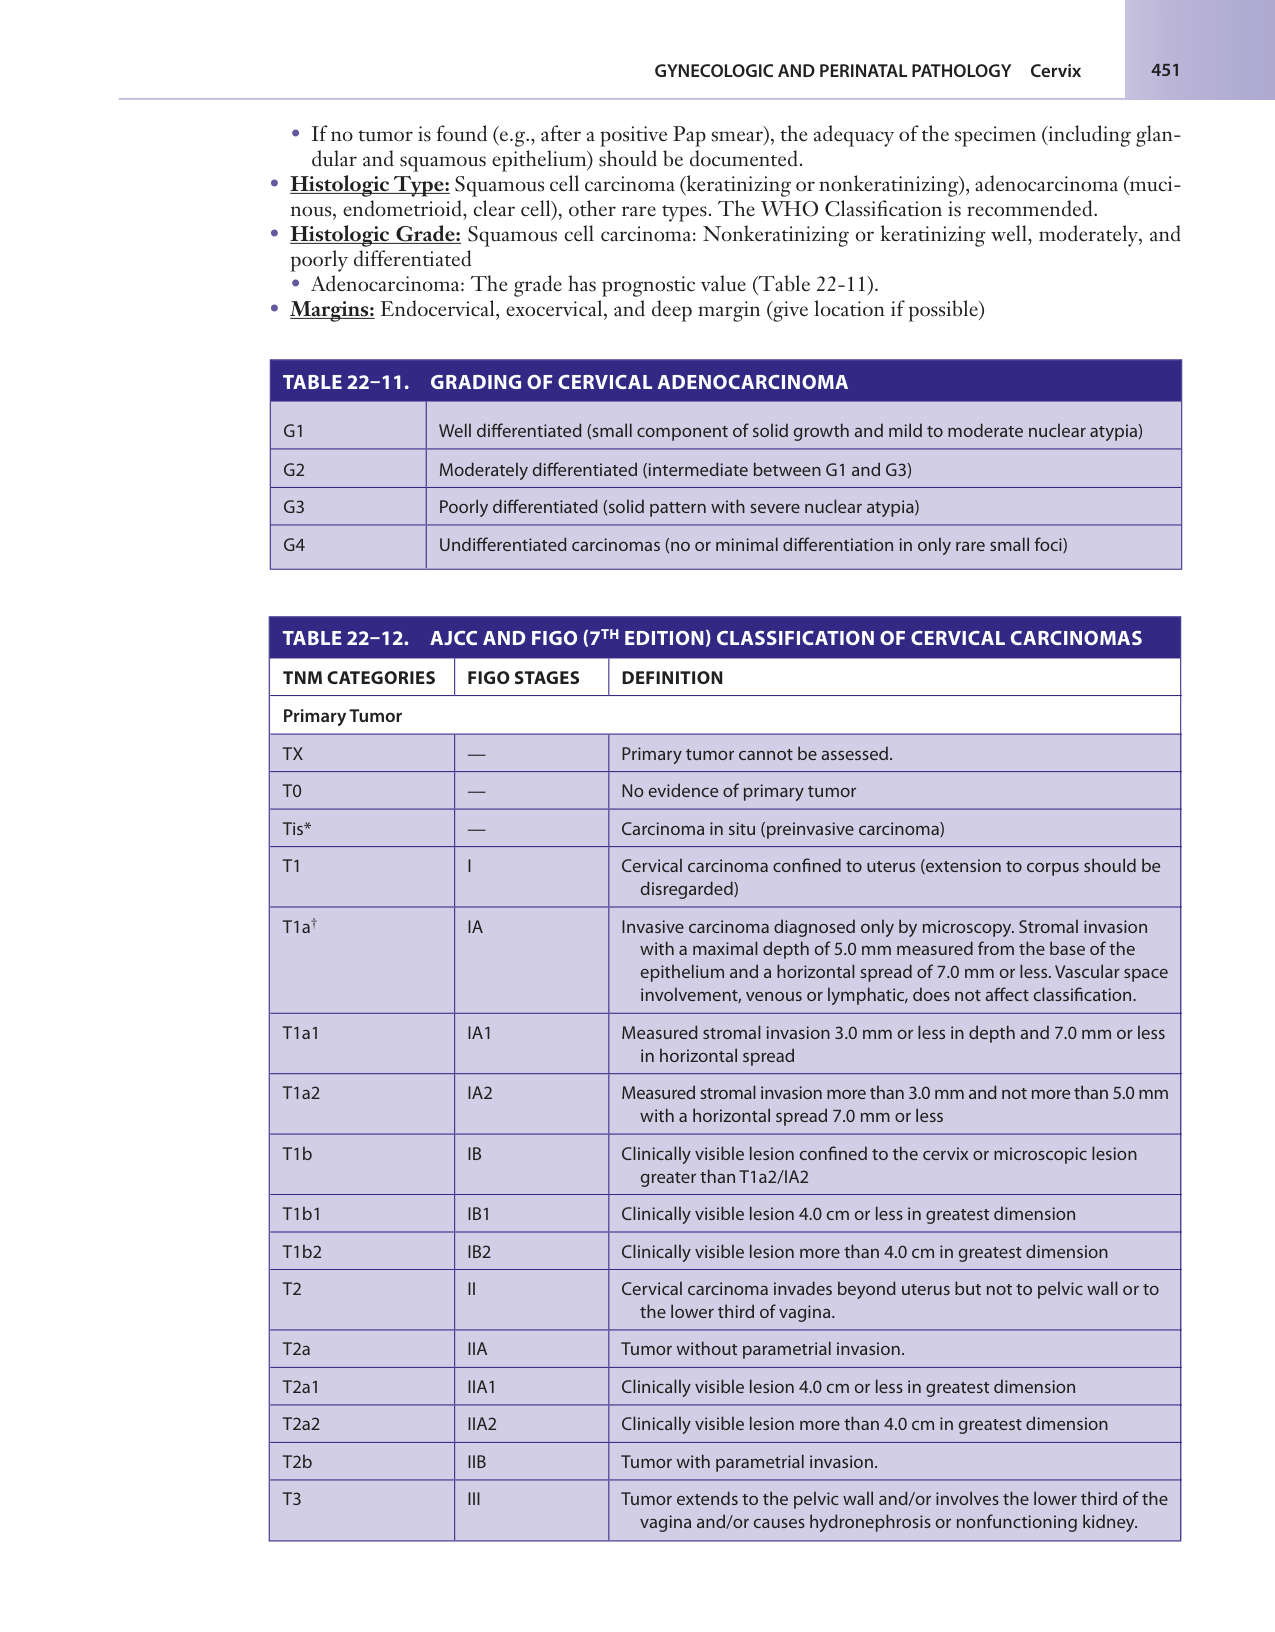 GYNECOLOGIC AND PERINATAL PATHOLOGY Cervix 451
• If no tumor is found (e.g., after a positive Pap smear), the adequacy of the specimen (including glan-
dular and squamous epithelium) should be documented.
• Histologic Type: Squamous cell carcinoma (keratinizing or nonkeratinizing), adenocarcinoma (muci-
nous, endometrioid, clear cell), other rare types. The WHO Classification is recommended.
• Histologic Grade: Squamous cell carcinoma: Nonkeratinizing or keratinizing well, moderately, and
poorly differentiated
• Adenocarcinoma: The grade has prognostic value (Table 22-11).
• Margins: Endocervical, exocervical, and deep margin (give location if possible)
TABLE 22–11. GRADING OF CERVICAL ADENOCARCINOMA
G1 Well differentiated (small component of solid growth and mild to moderate nuclear atypia)
G2 Moderately differentiated (intermediate between G1 and G3)
G3 Poorly differentiated (solid pattern with severe nuclear atypia)
G4 Undifferentiated carcinomas (no or minimal differentiation in only rare small foci)
TABLE 22–12. AJCC AND FIGO (7TH EDITION) CLASSIFICATION OF CERVICAL CARCINOMAS
TNM CATEGORIES FIGO STAGES DEFINITION
Primary Tumor
TX — Primary tumor cannot be assessed.
T0 — No evidence of primary tumor
Tis* — Carcinoma in situ (preinvasive carcinoma)
T1 I Cervical carcinoma confined to uterus (extension to corpus should be
disregarded)
T1a† IA Invasive carcinoma diagnosed only by microscopy. Stromal invasion
with a maximal depth of 5.0 mm measured from the base of the
epithelium and a horizontal spread of 7.0 mm or less. Vascular space
involvement, venous or lymphatic, does not affect classification.
T1a1 IA1 Measured stromal invasion 3.0 mm or less in depth and 7.0 mm or less
in horizontal spread
T1a2 IA2 Measured stromal invasion more than 3.0 mm and not more than 5.0 mm
with a horizontal spread 7.0 mm or less
T1b IB Clinically visible lesion confined to the cervix or microscopic lesion
greater than T1a2/IA2
T1b1 IB1 Clinically visible lesion 4.0 cm or less in greatest dimension
T1b2 IB2 Clinically visible lesion more than 4.0 cm in greatest dimension
T2 II Cervical carcinoma invades beyond uterus but not to pelvic wall or to
the lower third of vagina.
T2a IIA Tumor without parametrial invasion.
T2a1 IIA1 Clinically visible lesion 4.0 cm or less in greatest dimension
T2a2 IIA2 Clinically visible lesion more than 4.0 cm in greatest dimension
T2b IIB Tumor with parametrial invasion.
T3 III Tumor extends to the pelvic wall and/or involves the lower third of the
vagina and/or causes hydronephrosis or nonfunctioning kidney.